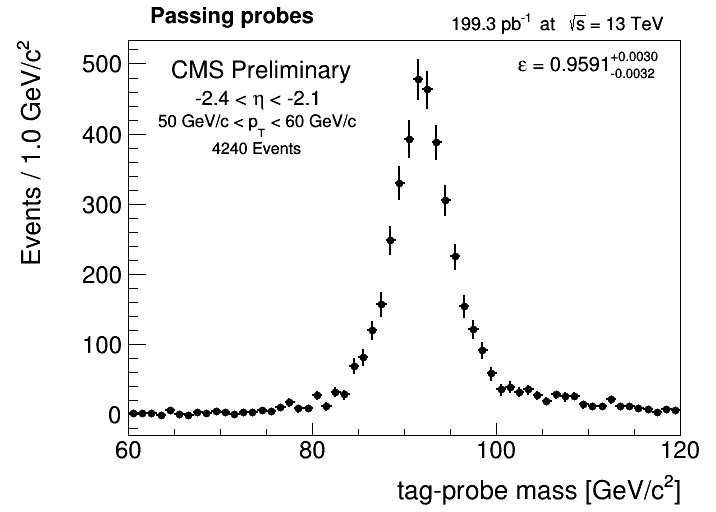 Passing probes
199.3 pb⁻¹ at √s = 13 TeV
CMS Preliminary
ε = 0.9591 +0.0030 -0.0032
-2.4 < η < -2.1
50 GeV/c < p_T < 60 GeV/c
4240 Events
Events / 1.0 GeV/c²
500
400
300
200
100
0
60 80 100 120
tag-probe mass [GeV/c²]